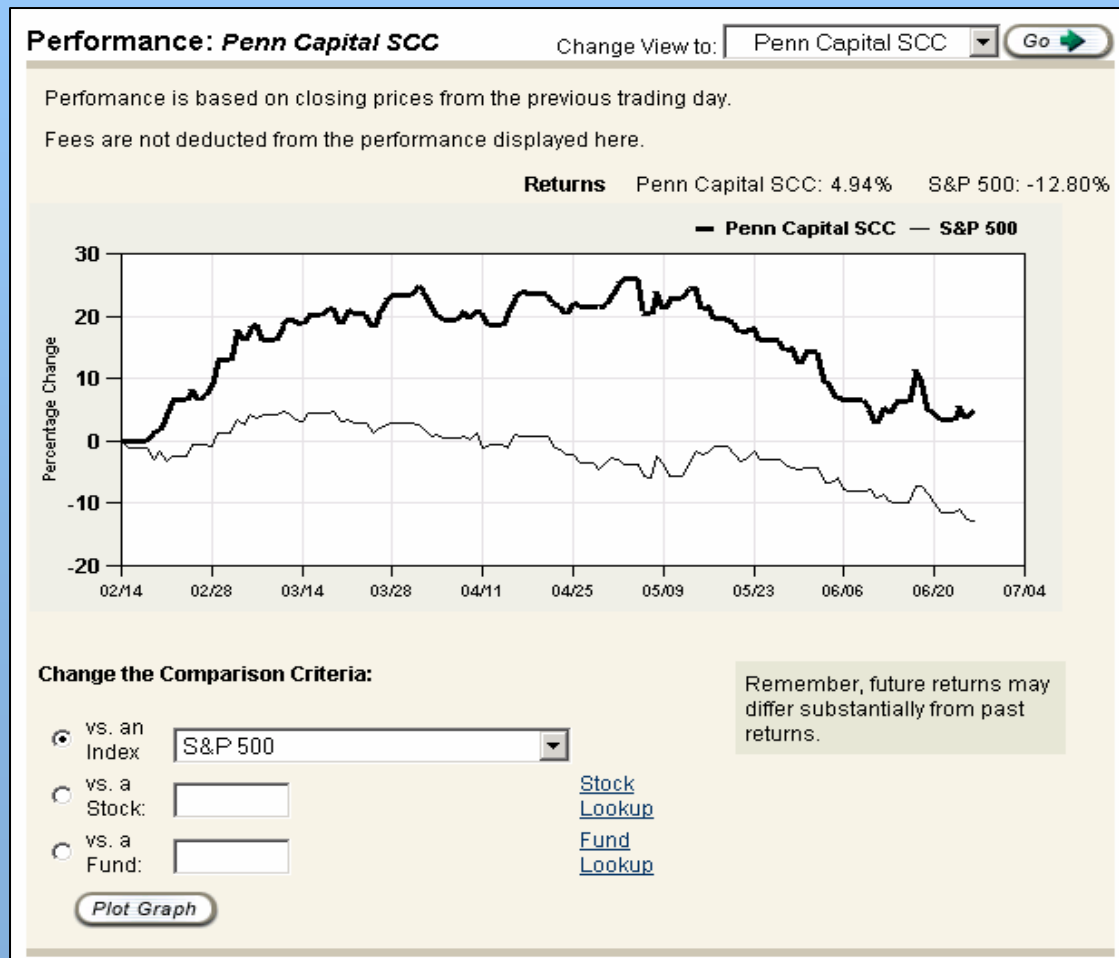 Performance: Penn Capital SCC
Change View to: Penn Capital SCC Go
Perfomance is based on closing prices from the previous trading day.
Fees are not deducted from the performance displayed here.
Returns Penn Capital SCC: 4.94% S&P 500: -12.80%
Penn Capital SCC S&P 500
Percentage Change
30
20
10
0
-10
-20
02/14 02/28 03/14 03/28 04/11 04/25 05/09 05/23 06/06 06/20 07/04
Change the Comparison Criteria:
vs. an
Index
S&P 500
vs. a
Stock:
Stock
Lookup
vs. a
Fund:
Fund
Lookup
Plot Graph
Remember, future returns may
differ substantially from past
returns.